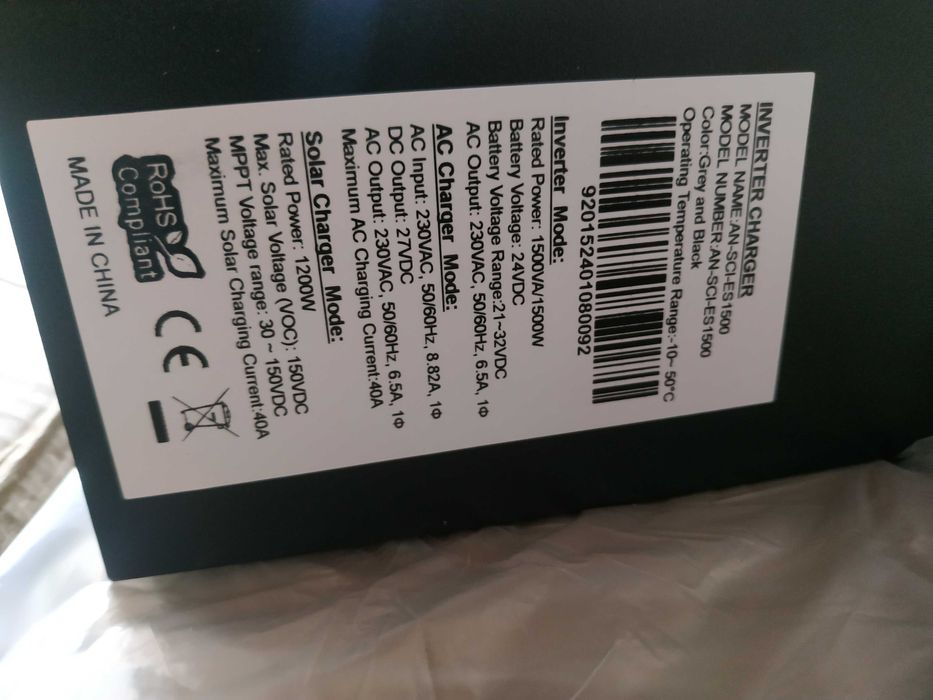 INVERTER CHARGER
MODEL NAME:AN-SCI-ES1500
MODEL NUMBER:AN-SCI-ES1500
Color:Grey and Black
Operating Temperature Range:-10~ 50°C
920152401080092
Inverter Mode:
Rated Power: 1500VA/1500W
Battery Voltage: 24VDC
Battery Voltage Range:21~32VDC
AC Output: 230VAC, 50/60Hz, 6.5A, 1Φ
AC Charger Mode:
AC Input: 230VAC, 50/60Hz, 8.82A, 1Φ
DC Output: 27VDC
AC Output: 230VAC, 50/60Hz, 6.5A, 1Φ
Maximum AC Charging Current:40A
Solar Charger Mode:
Rated Power: 1200W
Max. Solar Voltage (VOC): 150VDC
MPPT Voltage range: 30 ~ 150VDC
Maximum Solar Charging Current:40A
RoHS
Compliant
CE
MADE IN CHINA